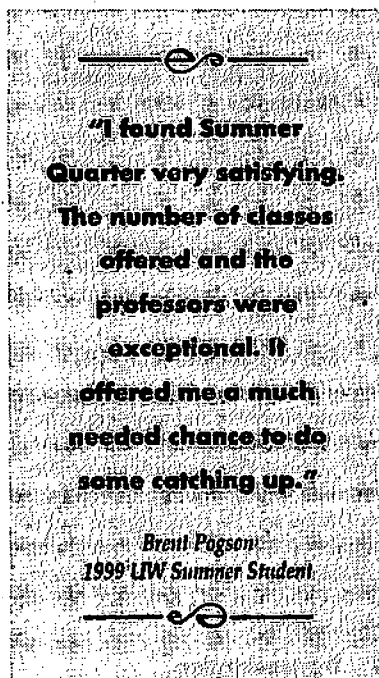 "I found Summer
Quarter very satisfying.
The number of classes
offered and the
professors were
exceptional. It
offered me a much
needed chance to do
some catching up."
Brent Pogson
1999 UW Summer Student